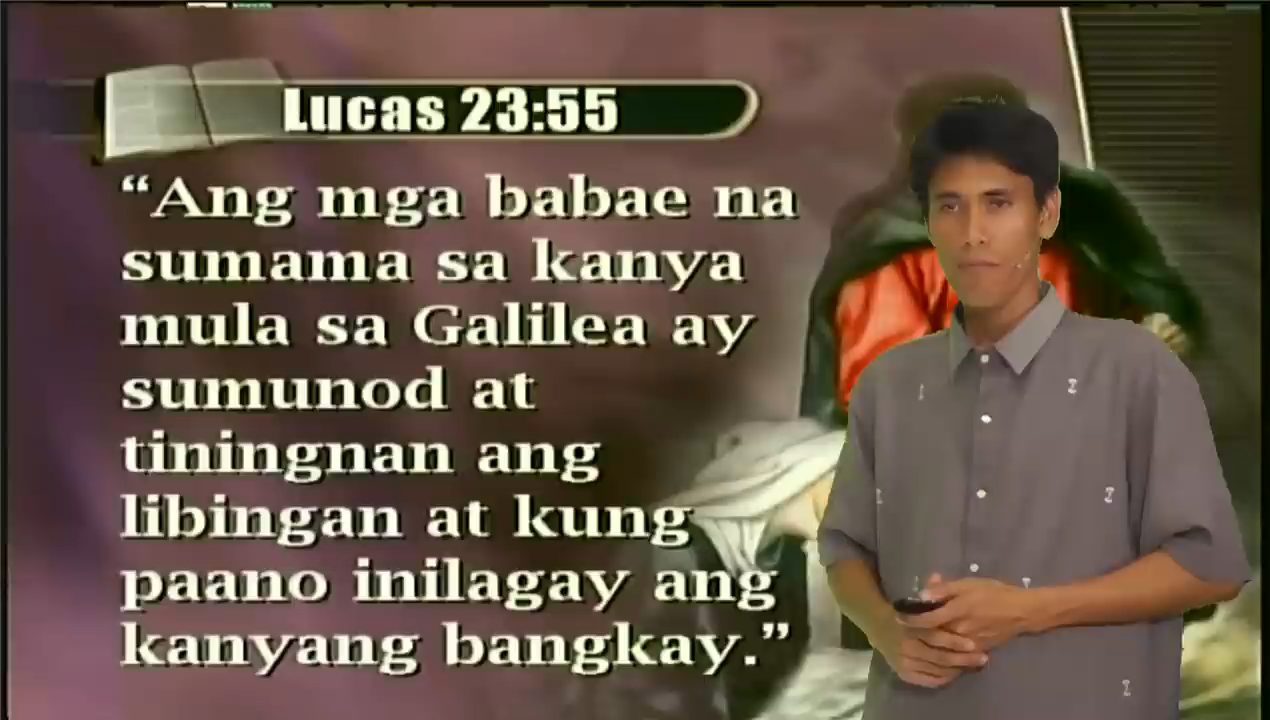 Lucas 23:55
“Ang mga babae na
sumama sa kanya
mula sa Galilea ay
sumunod at
tiningnan ang
libingan at kung
paano inilagay ang
kanyang bangkay.”